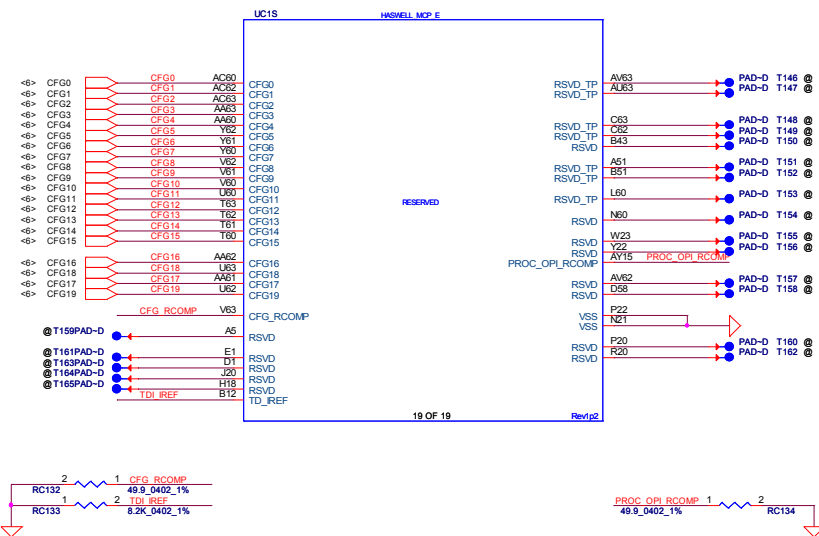 UC1S HASWELL_MCP_E
<6> CFG0 CFG0 AC60 CFG0
<6> CFG1 CFG1 AC62 CFG1
<6> CFG2 CFG2 AC63 CFG2
<6> CFG3 CFG3 AA63 CFG3
<6> CFG4 CFG4 AA60 CFG4
<6> CFG5 CFG5 Y62 CFG5
<6> CFG6 CFG6 Y61 CFG6
<6> CFG7 CFG7 Y60 CFG7
<6> CFG8 CFG8 V62 CFG8
<6> CFG9 CFG9 V61 CFG9
<6> CFG10 CFG10 V60 CFG10
<6> CFG11 CFG11 U60 CFG11
<6> CFG12 CFG12 T63 CFG12
<6> CFG13 CFG13 T62 CFG13
<6> CFG14 CFG14 T61 CFG14
<6> CFG15 CFG15 T60 CFG15
<6> CFG16 CFG16 AA62 CFG16
<6> CFG18 CFG18 U63 CFG18
<6> CFG17 CFG17 AA61 CFG17
<6> CFG19 CFG19 U62 CFG19
CFG_RCOMP V63 CFG_RCOMP
@T159PAD~D A5 RSVD
@T161PAD~D E1 RSVD
@T163PAD~D D1 RSVD
@T164PAD~D J20 RSVD
@T165PAD~D H18 RSVD
TDI_IREF B12 TD_IREF
RESERVED
RSVD_TP AV63 PAD~D T146 @
RSVD_TP AU63 PAD~D T147 @
RSVD_TP C63 PAD~D T148 @
RSVD_TP C62 PAD~D T149 @
RSVD B43 PAD~D T150 @
RSVD_TP A51 PAD~D T151 @
RSVD_TP B51 PAD~D T152 @
RSVD_TP L60 PAD~D T153 @
RSVD N60 PAD~D T154 @
RSVD W23 PAD~D T155 @
RSVD Y22 PAD~D T156 @
PROC_OPI_RCOMP AY15 PROC_OPI_RCOMP
RSVD AV62 PAD~D T157 @
RSVD D58 PAD~D T158 @
VSS P22
VSS N21
RSVD P20 PAD~D T160 @
RSVD R20 PAD~D T162 @
19 OF 19 Rev1p2
2 1 CFG_RCOMP
RC132 49.9_0402_1%
1 2 TDI_IREF
RC133 8.2K_0402_1%
PROC_OPI_RCOMP 1 2
49.9_0402_1% RC134